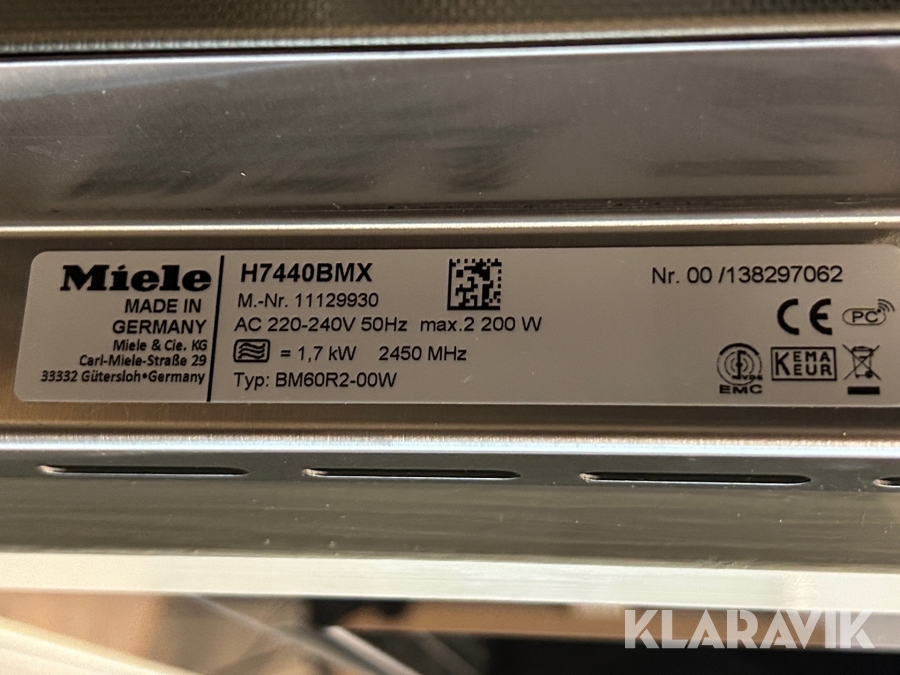 Miele
MADE IN
GERMANY
Miele & Cie. KG
Carl-Miele-Straße 29
33332 Gütersloh•Germany
H7440BMX
M.-Nr. 11129930
AC 220-240V 50Hz max.2 200 W
= 1,7 kW 2450 MHz
Typ: BM60R2-00W
Nr. 00 /138297062
CE PC
VDE
EMC
KEMA
KEUR
KLARAVIK